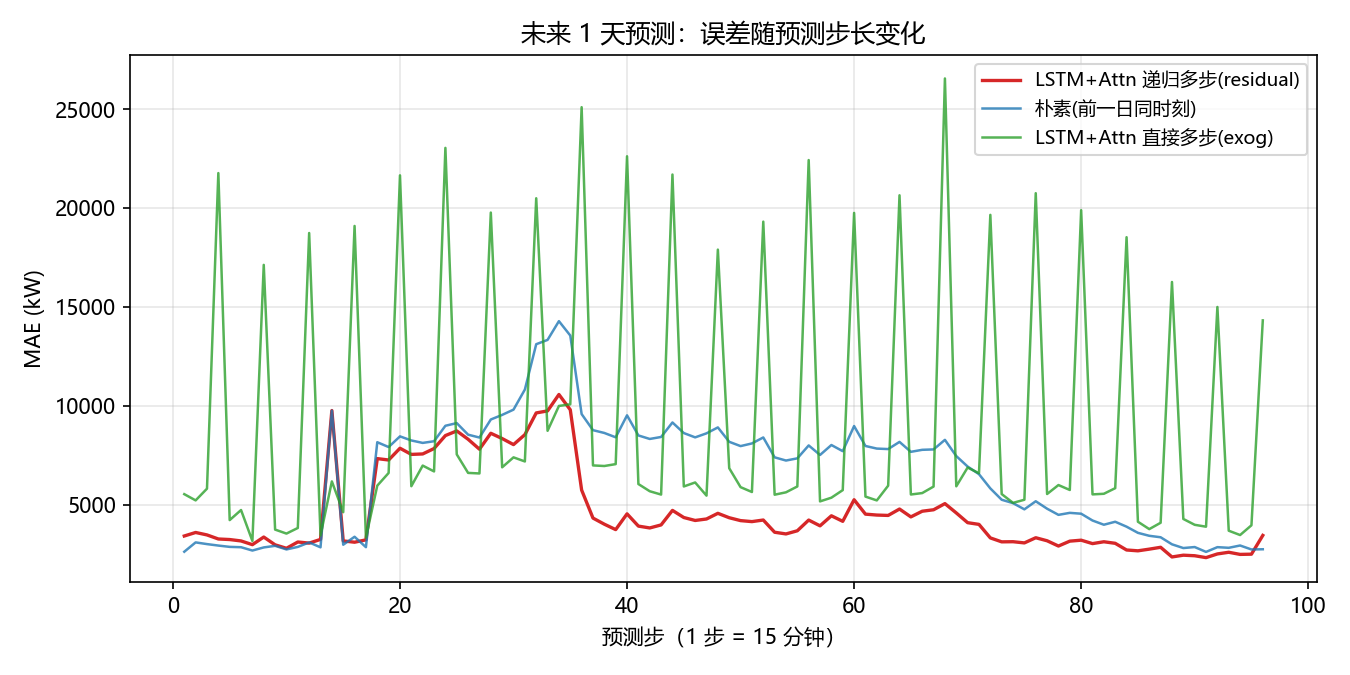 未来 1 天预测：误差随预测步长变化
LSTM+Attn 递归多步(residual)
朴素(前一日同时刻)
LSTM+Attn 直接多步(exog)
MAE (kW)
25000
20000
15000
10000
5000
0
20
40
60
80
100
预测步（1 步 = 15 分钟）